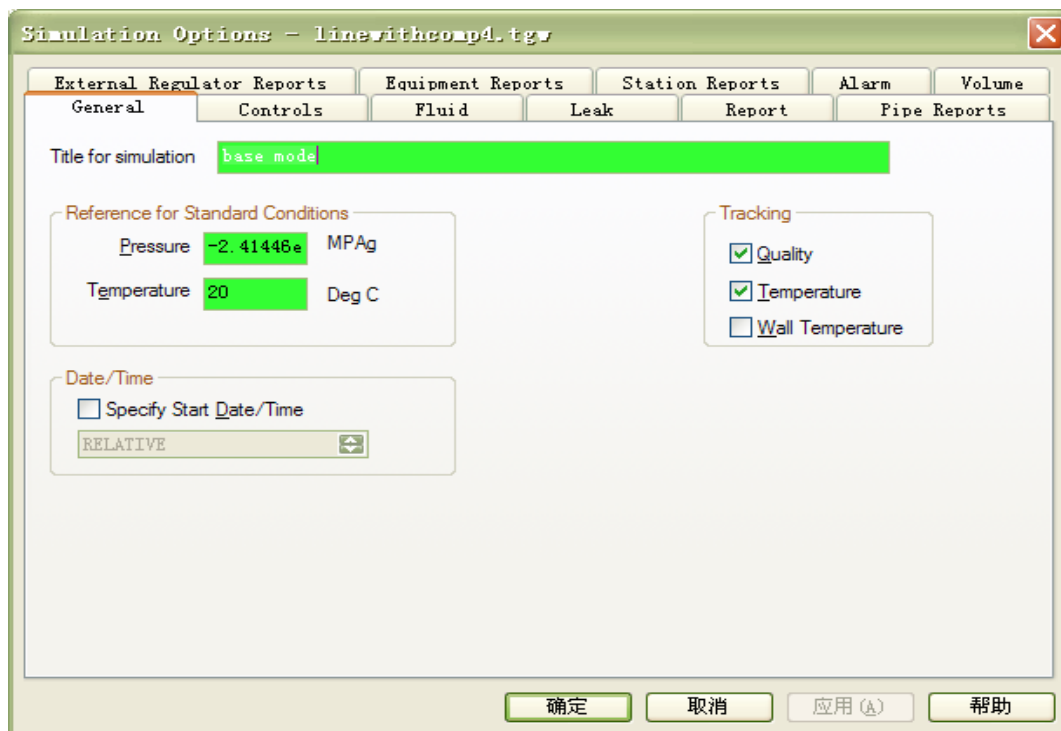 Simulation Options - linewithcomp4.tgw
External Regulator Reports Equipment Reports Station Reports Alarm Volume
General Controls Fluid Leak Report Pipe Reports
Title for simulation base mode
Reference for Standard Conditions Tracking
Pressure -2.41446e MPAg Quality
Temperature 20 Deg C Temperature
Wall Temperature
Date/Time
Specify Start Date/Time
RELATIVE
确定 取消 应用(A) 帮助